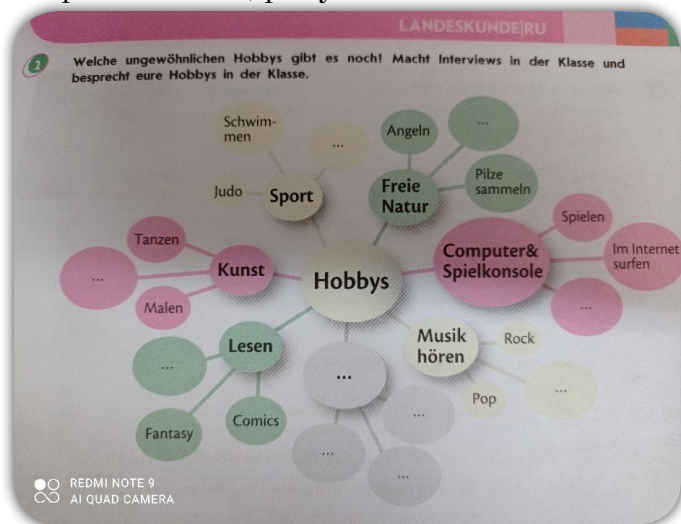 LANDESKUNDE|RU
2 Welche ungewöhnlichen Hobbys gibt es noch! Macht Interviews in der Klasse und
besprecht eure Hobbys in der Klasse.
Schwim-
men
...
Judo
Sport
Angeln
...
Freie
Natur
Pilze
sammeln
Tanzen
...
Kunst
Malen
Hobbys
Computer&
Spielkonsole
Spielen
Im Internet
surfen
...
Lesen
...
Fantasy
Comics
...
...
...
...
Musik
hören
Rock
...
Pop
REDMI NOTE 9
AI QUAD CAMERA